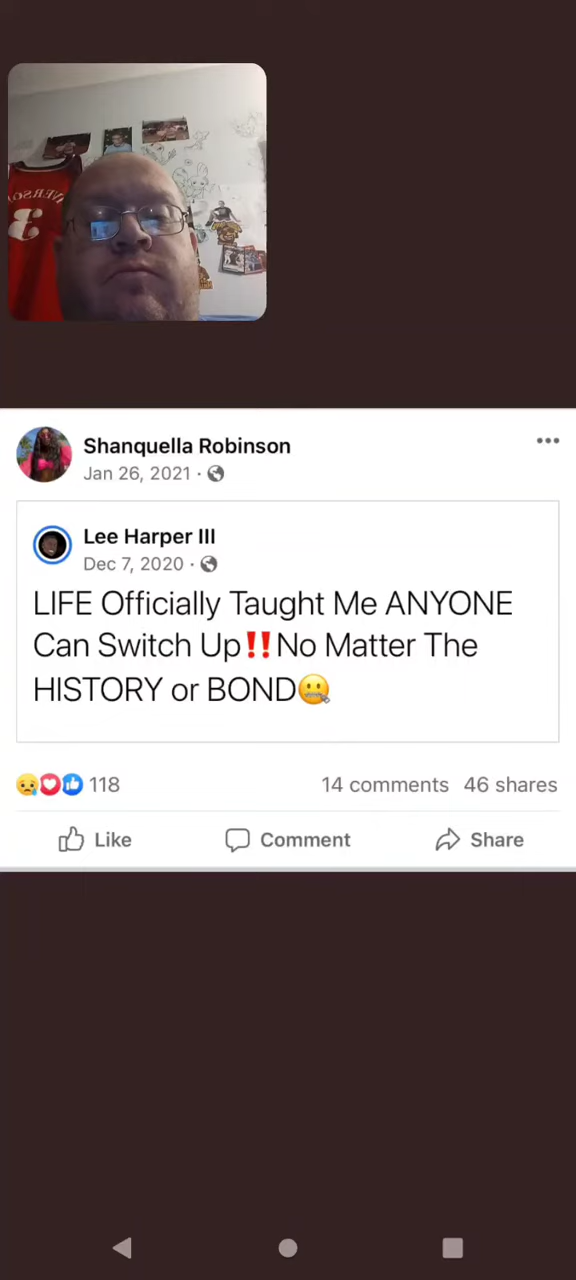 Shanquella Robinson
Jan 26, 2021 ·
Lee Harper III
Dec 7, 2020 ·
LIFE Officially Taught Me ANYONE
Can Switch Up‼️No Matter The
HISTORY or BOND🤐
118
14 comments 46 shares
Like
Comment
Share